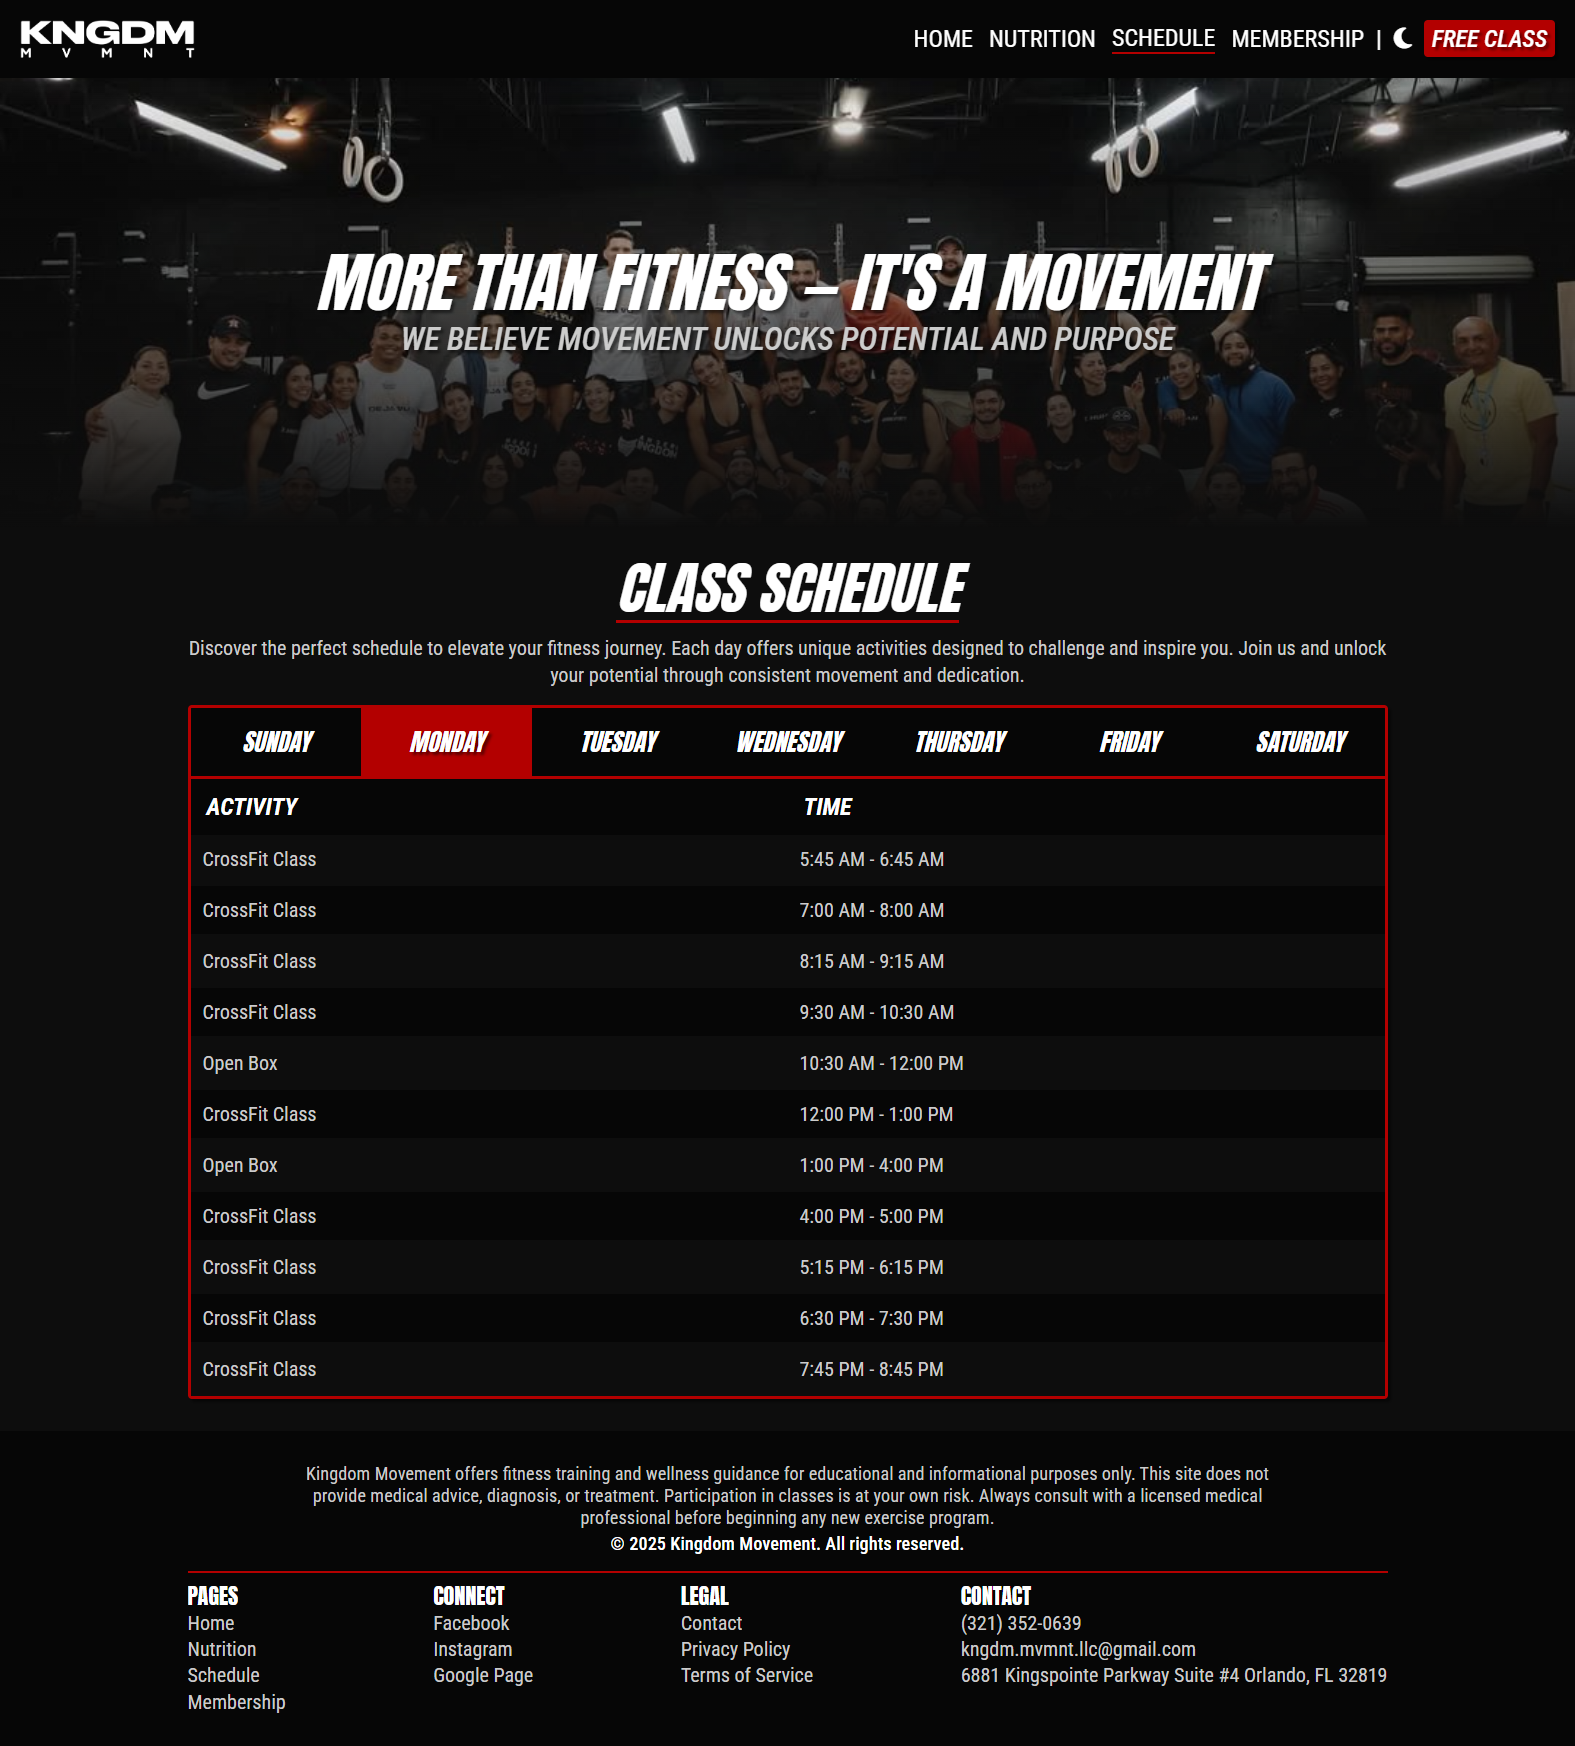 KNGDM
MVMNT
HOME NUTRITION SCHEDULE MEMBERSHIP | FREE CLASS
MORE THAN FITNESS – IT'S A MOVEMENT
WE BELIEVE MOVEMENT UNLOCKS POTENTIAL AND PURPOSE
CLASS SCHEDULE
Discover the perfect schedule to elevate your fitness journey. Each day offers unique activities designed to challenge and inspire you. Join us and unlock
your potential through consistent movement and dedication.
SUNDAY MONDAY TUESDAY WEDNESDAY THURSDAY FRIDAY SATURDAY
ACTIVITY TIME
CrossFit Class 5:45 AM - 6:45 AM
CrossFit Class 7:00 AM - 8:00 AM
CrossFit Class 8:15 AM - 9:15 AM
CrossFit Class 9:30 AM - 10:30 AM
Open Box 10:30 AM - 12:00 PM
CrossFit Class 12:00 PM - 1:00 PM
Open Box 1:00 PM - 4:00 PM
CrossFit Class 4:00 PM - 5:00 PM
CrossFit Class 5:15 PM - 6:15 PM
CrossFit Class 6:30 PM - 7:30 PM
CrossFit Class 7:45 PM - 8:45 PM
Kingdom Movement offers fitness training and wellness guidance for educational and informational purposes only. This site does not
provide medical advice, diagnosis, or treatment. Participation in classes is at your own risk. Always consult with a licensed medical
professional before beginning any new exercise program.
© 2025 Kingdom Movement. All rights reserved.
PAGES
Home
Nutrition
Schedule
Membership
CONNECT
Facebook
Instagram
Google Page
LEGAL
Contact
Privacy Policy
Terms of Service
CONTACT
(321) 352-0639
kngdm.mvmnt.llc@gmail.com
6881 Kingspointe Parkway Suite #4 Orlando, FL 32819